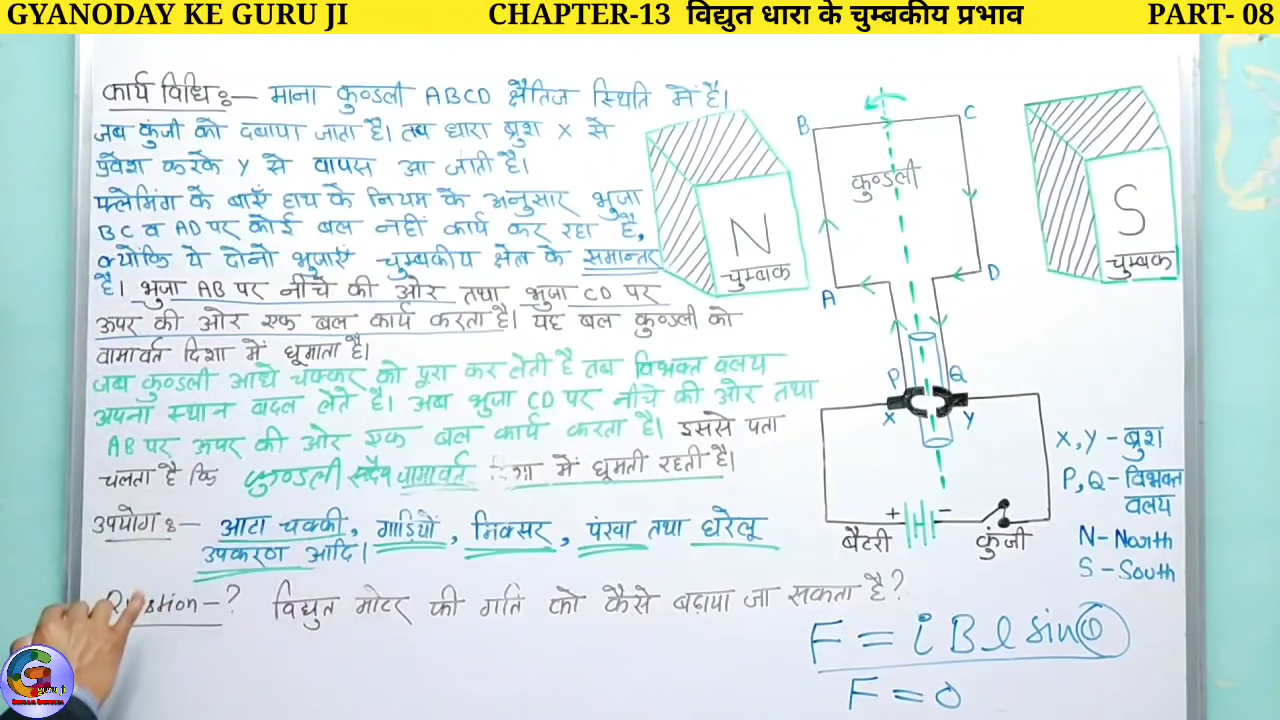 GYANODAY KE GURU JI CHAPTER-13 विद्युत धारा के चुम्बकीय प्रभाव PART- 08
कार्य विधि :— माना कुण्डली ABCD क्षैतिज स्थिति में है।
जब कुंजी को दबाया जाता है। तब धारा ब्रुश X से
प्रवेश करके Y से वापस आ जाती है।
फ्लेमिंग के बाएँ हाथ के नियम के अनुसार भुजा
BC व AD पर कोई बल नहीं कार्य कर रहा है,
क्योंकि ये दोनो भुजाएँ चुम्बकीय क्षेत्र के समान्तर
है। भुजा AB पर नीचे की ओर तथा भुजा CD पर
ऊपर की ओर एक बल कार्य करता है। यह बल कुण्डली को
वामावर्त दिशा में घूमाता है।
जब कुण्डली आधे चक्कर को पूरा कर लेती है तब विभक्त वलय
अपना स्थान बदल लेते है। अब भुजा CD पर नीचे की ओर तथा
AB पर ऊपर की ओर एक बल कार्य करता है। इससे पता
चलता है कि कुण्डली सदैव वामावर्त दिशा में घूमती रहती है।
उपयोग :— आटा चक्की, गाडियों, मिक्सर, पंखा तथा घरेलू
उपकरण आदि।
Question —? विद्युत मोटर की गति को कैसे बढ़ाया जा सकता है?
F = i B l sin
F = 0
N
चुम्बक
B
C
कुण्डली
A
D
S
चुम्बक
P
Q
X
Y
+
−
बैटरी
कुंजी
X, Y - ब्रुश
P, Q - विभक्त
वलय
N - North
S - South
guru ji